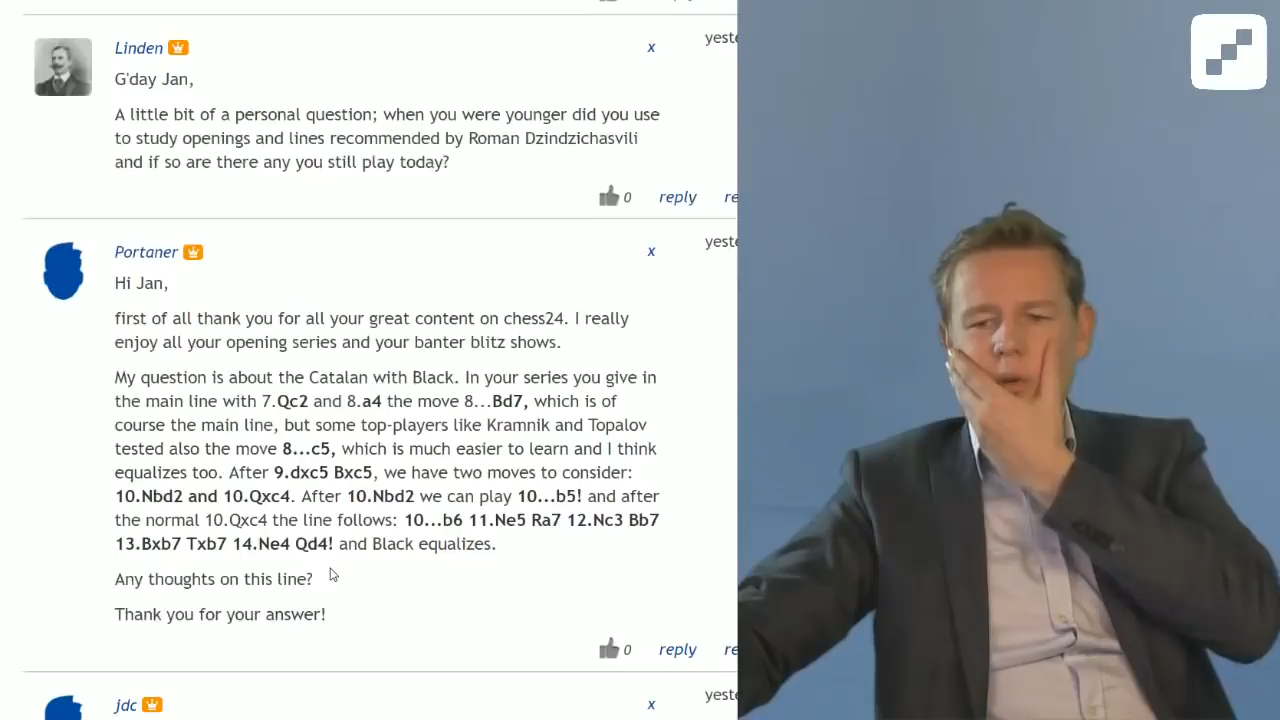 reply
Linden
x
yeste
G'day Jan,
A little bit of a personal question; when you were younger did you use
to study openings and lines recommended by Roman Dzindzichasvili
and if so are there any you still play today?
0 reply re
Portaner
x
yeste
Hi Jan,
first of all thank you for all your great content on chess24. I really
enjoy all your opening series and your banter blitz shows.
My question is about the Catalan with Black. In your series you give in
the main line with 7.Qc2 and 8.a4 the move 8...Bd7, which is of
course the main line, but some top-players like Kramnik and Topalov
tested also the move 8...c5, which is much easier to learn and I think
equalizes too. After 9.dxc5 Bxc5, we have two moves to consider:
10.Nbd2 and 10.Qxc4. After 10.Nbd2 we can play 10...b5! and after
the normal 10.Qxc4 the line follows: 10...b6 11.Ne5 Ra7 12.Nc3 Bb7
13.Bxb7 Txb7 14.Ne4 Qd4! and Black equalizes.
Any thoughts on this line?
Thank you for your answer!
0 reply re
jdc
x
yeste